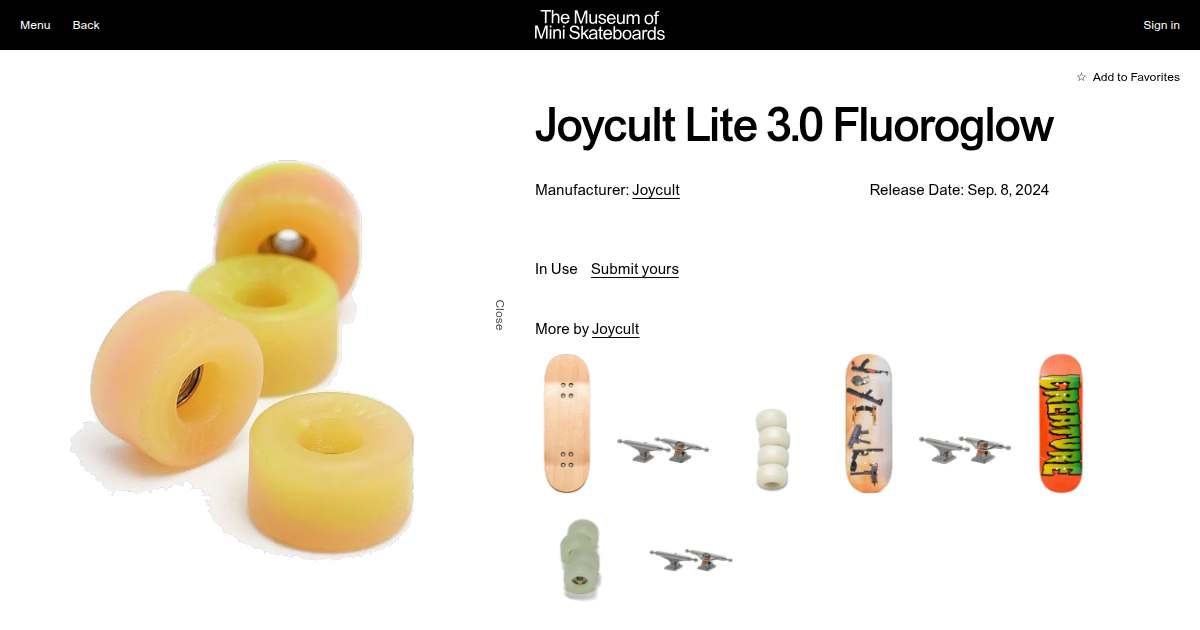 Menu
Back
The Museum of
Mini Skateboards
Sign in
☆ Add to Favorites
Joycult Lite 3.0 Fluoroglow
Manufacturer: Joycult
Release Date: Sep. 8, 2024
In Use Submit yours
Close
More by Joycult
CREATURE